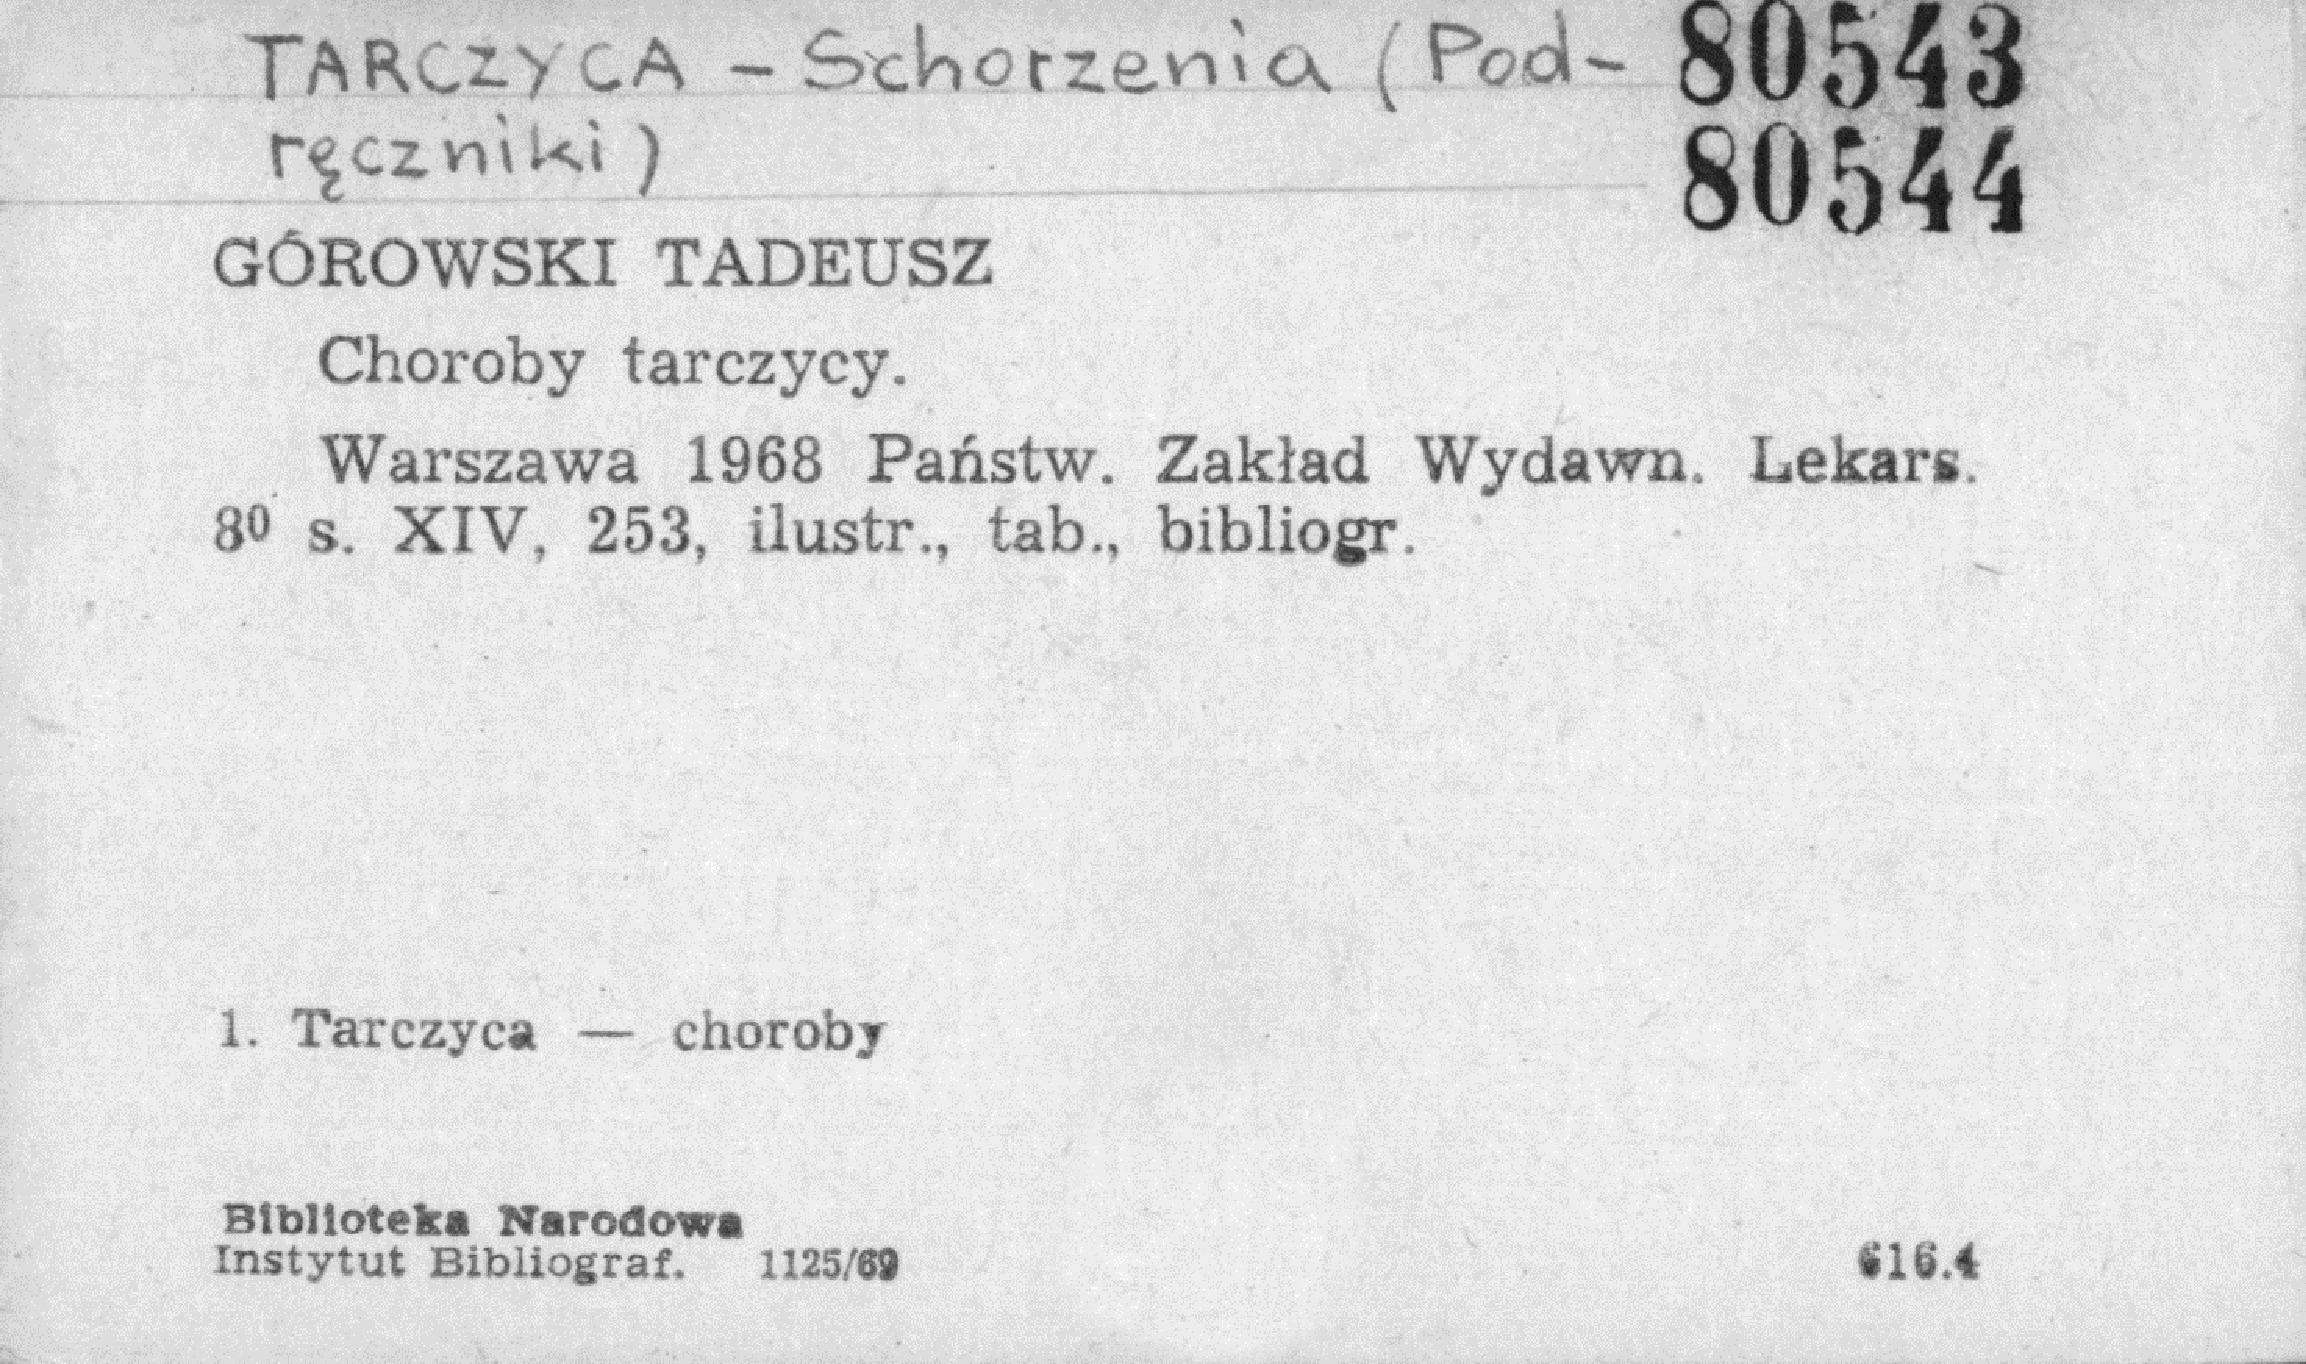 TARCZYCA - Schorzenia (Pod- 80543
ręczniki) 80544
GÓROWSKI TADEUSZ
Choroby tarczycy.
Warszawa 1968 Państw. Zakład Wydawn. Lekars.
8⁰ s. XIV, 253, ilustr., tab., bibliogr.
1. Tarczyca — choroby
Biblioteka Narodowa
Instytut Bibliograf. 1125/69 616.4